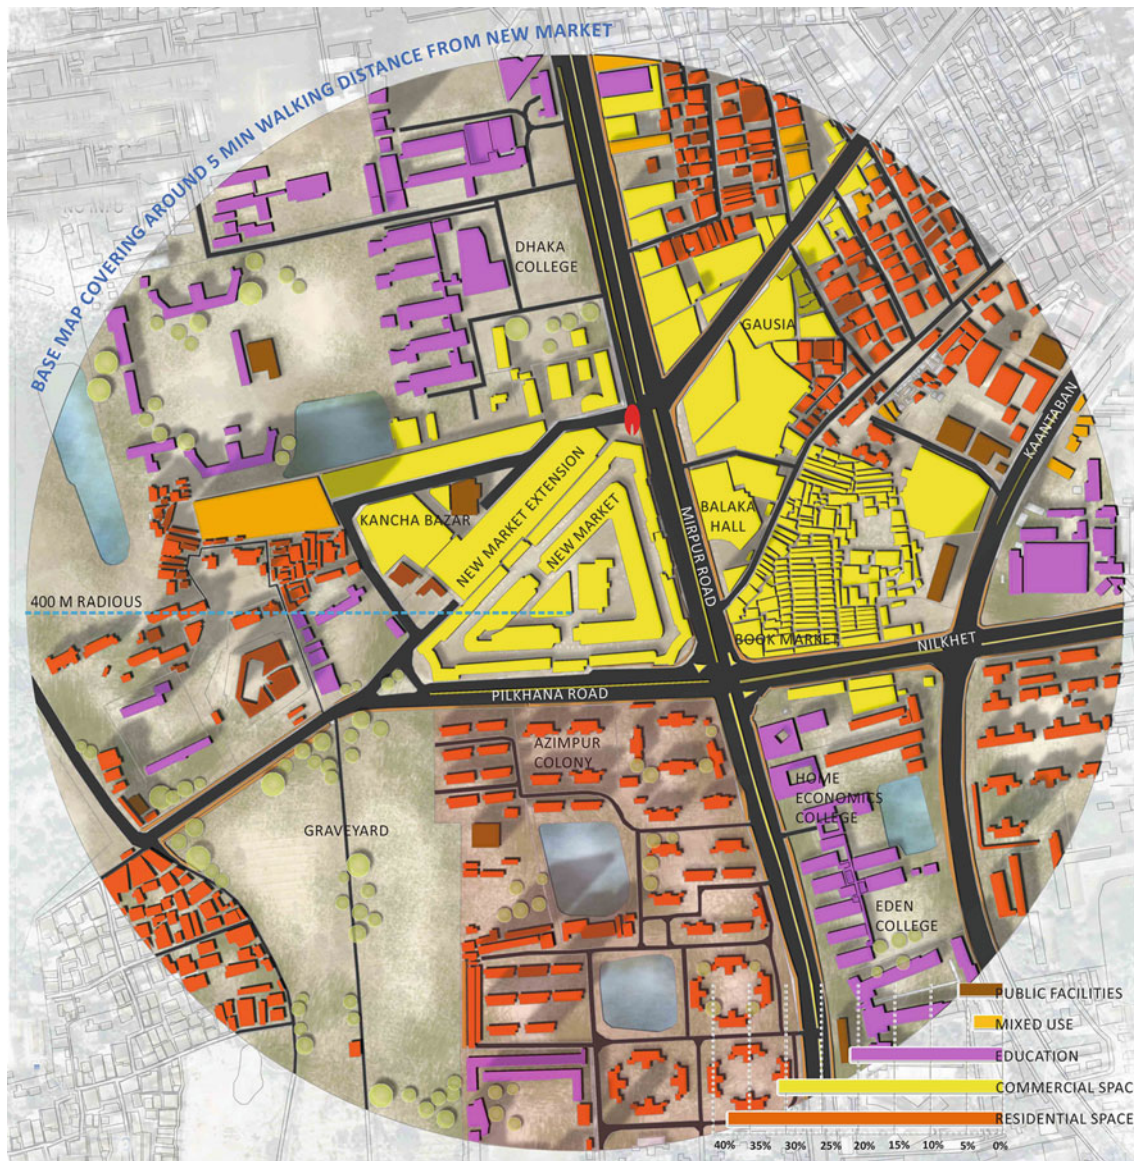 BASE MAP COVERING AROUND 5 MIN WALKING DISTANCE FROM NEW MARKET
NO INFO
DHAKA
COLLEGE
GAUSIA
KAANTABAN
KANCHA BAZAR
NEW MARKET EXTENSION
NEW MARKET
BALAKA
HALL
MIRPUR ROAD
400 M RADIOUS
BOOK MARKET
NILKHET
PILKHANA ROAD
AZIMPUR
COLONY
HOME
ECONOMICS
COLLEGE
GRAVEYARD
EDEN
COLLEGE
PUBLIC FACILITIES
MIXED USE
EDUCATION
COMMERCIAL SPAC
RESIDENTIAL SPACE
40% 35% 30% 25% 20% 15% 10% 5% 0%